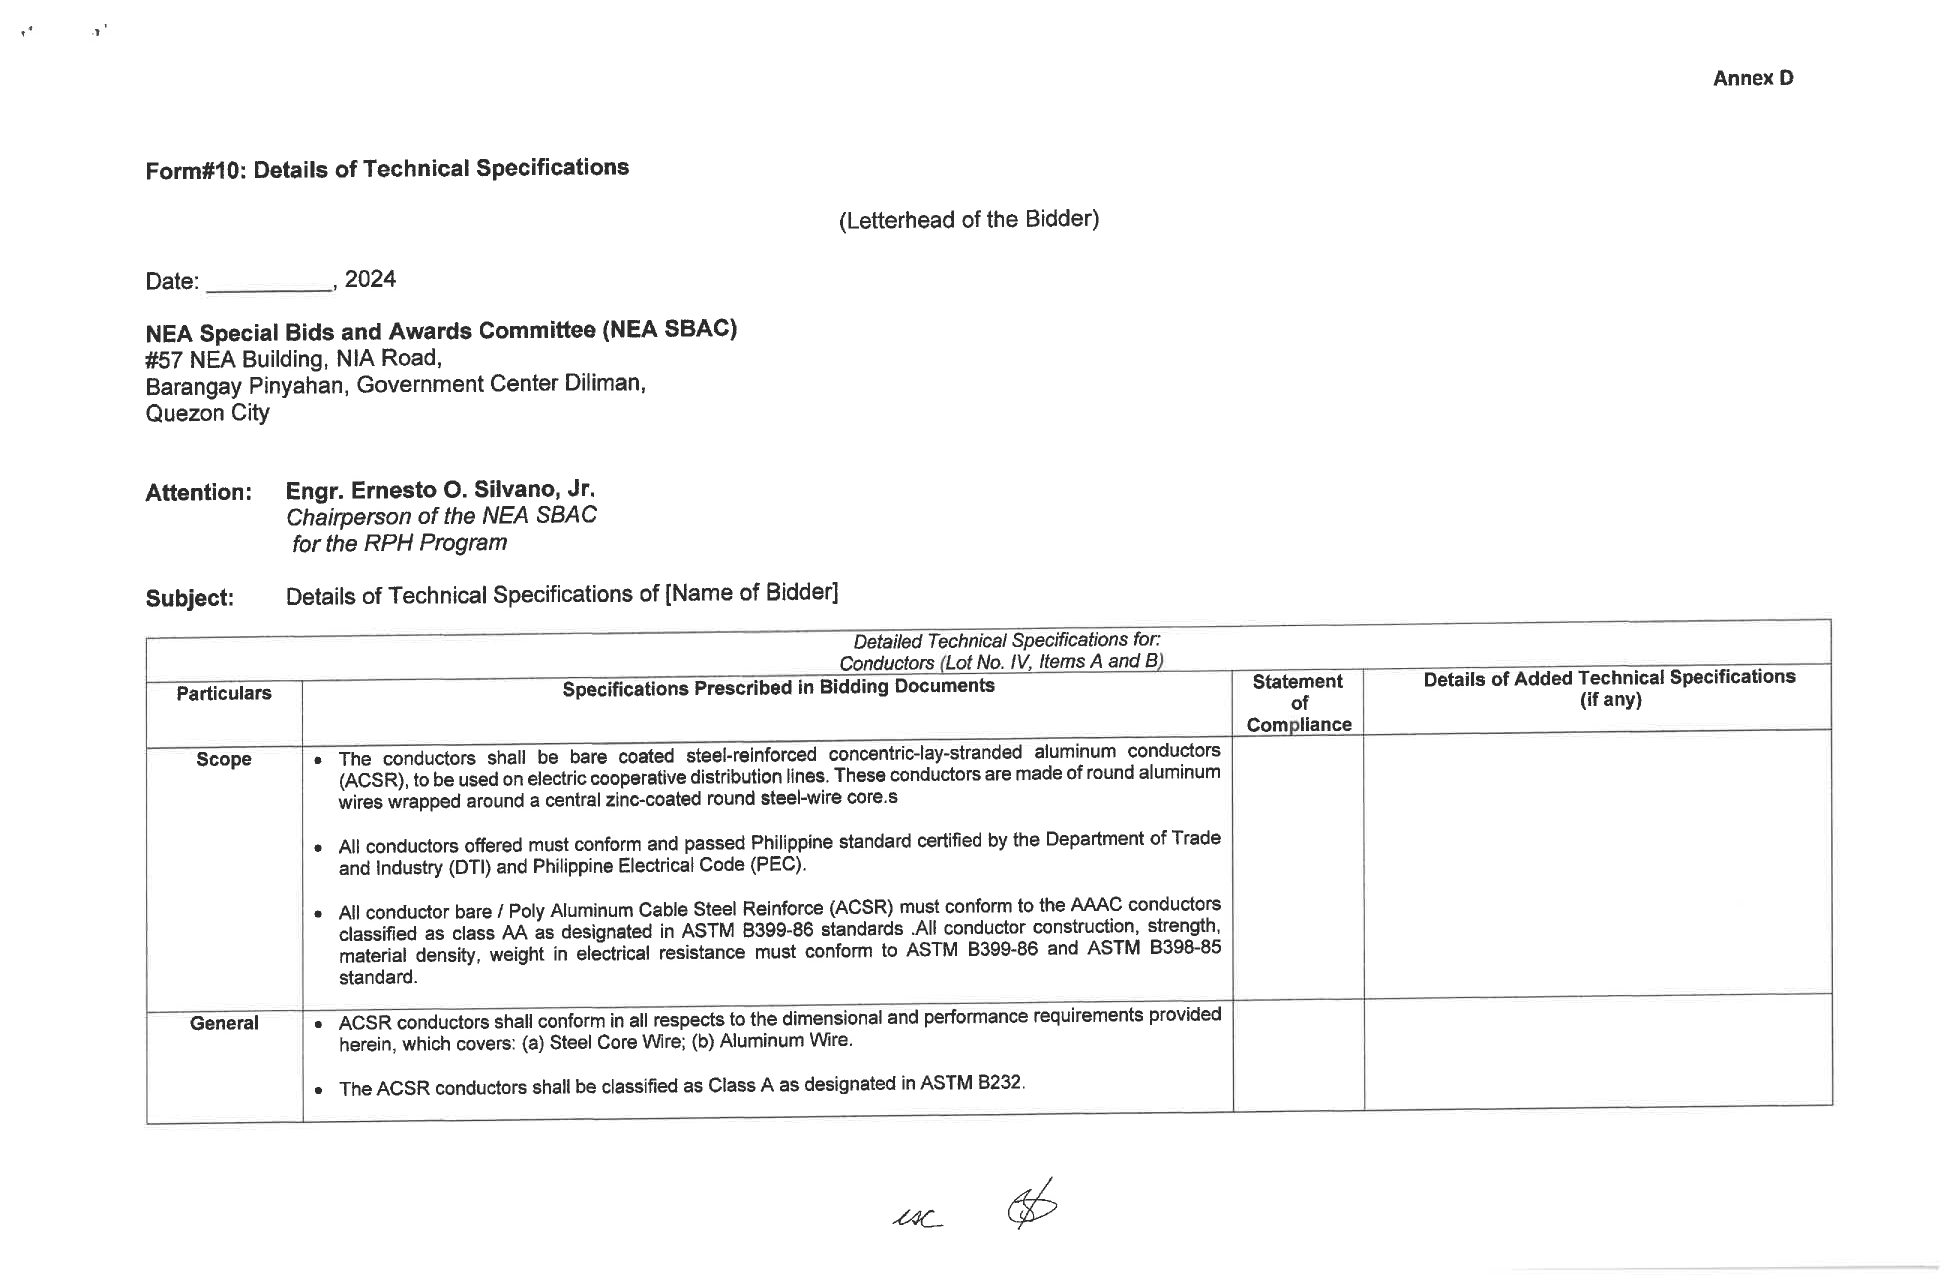 Annex D
Form#10: Details of Technical Specifications
(Letterhead of the Bidder)
Date: __________, 2024
NEA Special Bids and Awards Committee (NEA SBAC)
#57 NEA Building, NIA Road,
Barangay Pinyahan, Government Center Diliman,
Quezon City
Attention: Engr. Ernesto O. Silvano, Jr.
Chairperson of the NEA SBAC
for the RPH Program
Subject: Details of Technical Specifications of [Name of Bidder]
Detailed Technical Specifications for:
Conductors (Lot No. IV, Items A and B)
Particulars
Specifications Prescribed in Bidding Documents
Statement
of
Compliance
Details of Added Technical Specifications
(if any)
Scope
• The conductors shall be bare coated steel-reinforced concentric-lay-stranded aluminum conductors
(ACSR), to be used on electric cooperative distribution lines. These conductors are made of round aluminum
wires wrapped around a central zinc-coated round steel-wire core.s
• All conductors offered must conform and passed Philippine standard certified by the Department of Trade
and Industry (DTI) and Philippine Electrical Code (PEC).
• All conductor bare / Poly Aluminum Cable Steel Reinforce (ACSR) must conform to the AAAC conductors
classified as class AA as designated in ASTM B399-86 standards .All conductor construction, strength,
material density, weight in electrical resistance must conform to ASTM B399-86 and ASTM B398-85
standard.
General
• ACSR conductors shall conform in all respects to the dimensional and performance requirements provided
herein, which covers: (a) Steel Core Wire; (b) Aluminum Wire.
• The ACSR conductors shall be classified as Class A as designated in ASTM B232.